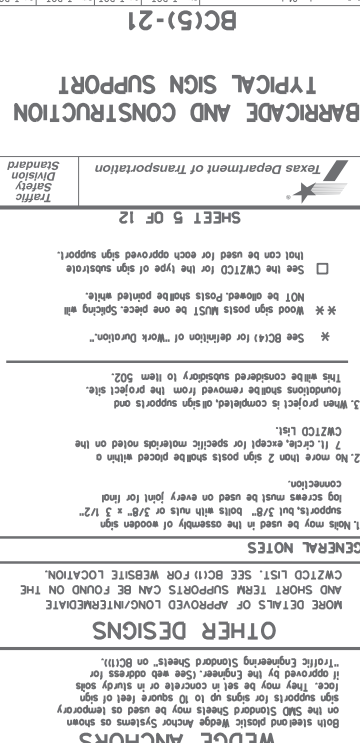 WEDGE ANCHORS
Both steel and plastic Wedge Anchor Systems as shown
on the SMD Standard Sheets may be used as temporary
sign supports for signs up to 10 square feet of sign
face. They may be set in concrete or in sturdy soils
if approved by the Engineer. (See web address for
"Traffic Engineering Standard Sheets" on BC(1)).
OTHER DESIGNS
MORE DETAILS OF APPROVED LONG/INTERMEDIATE
AND SHORT TERM SUPPORTS CAN BE FOUND ON THE
CWZTCD LIST. SEE BC(1) FOR WEBSITE LOCATION.
GENERAL NOTES
1. Nails may be used in the assembly of wooden sign
supports, but 3/8" bolts with nuts or 3/8" x 3 1/2"
lag screws must be used on every joint for final
connection.
2. No more than 2 sign posts shall be placed within a
7 ft. circle, except for specific materials noted on the
CWZTCD List.
3. When project is completed, all sign supports and
foundations shall be removed from the project site.
This will be considered subsidiary to Item 502.
* See BC(4) for definition of "Work Duration."
** Wood sign posts MUST be one piece. Splicing will
NOT be allowed. Posts shall be painted white.
☐ See the CWZTCD for the type of sign substrate
that can be used for each approved sign support.
SHEET 5 OF 12
Texas Department of Transportation
Traffic
Safety
Division
Standard
BARRICADE AND CONSTRUCTION
TYPICAL SIGN SUPPORT
BC(5)-21